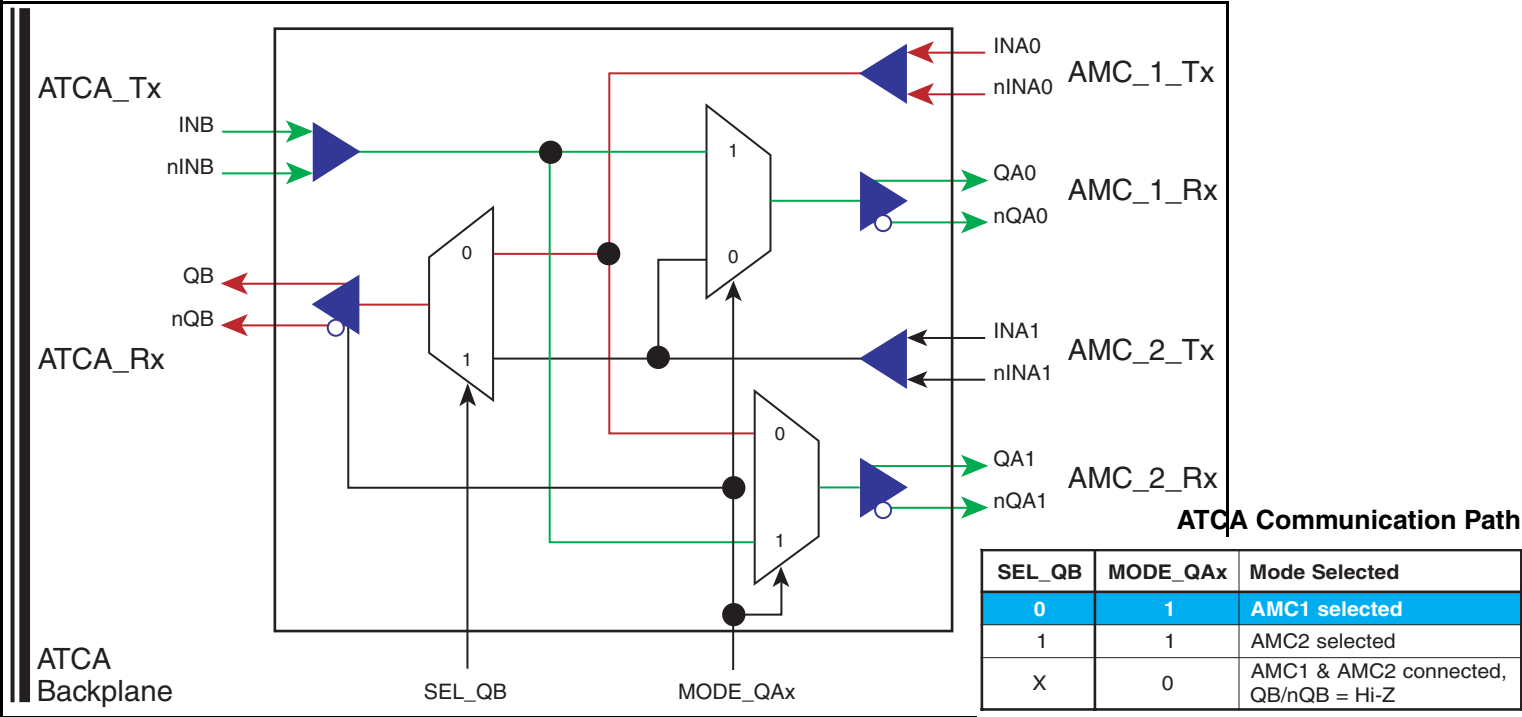 ATCA_Tx
INB
nINB
QB
nQB
ATCA_Rx
ATCA
Backplane
0
1
SEL_QB
1
0
MODE_QAx
0
1
INA0
nINA0
AMC_1_Tx
QA0
nQA0
AMC_1_Rx
INA1
nINA1
AMC_2_Tx
QA1
nQA1
AMC_2_Rx
ATCA Communication Path
SEL_QB MODE_QAx Mode Selected
0 1 AMC1 selected
1 1 AMC2 selected
X 0 AMC1 & AMC2 connected,
QB/nQB = Hi-Z